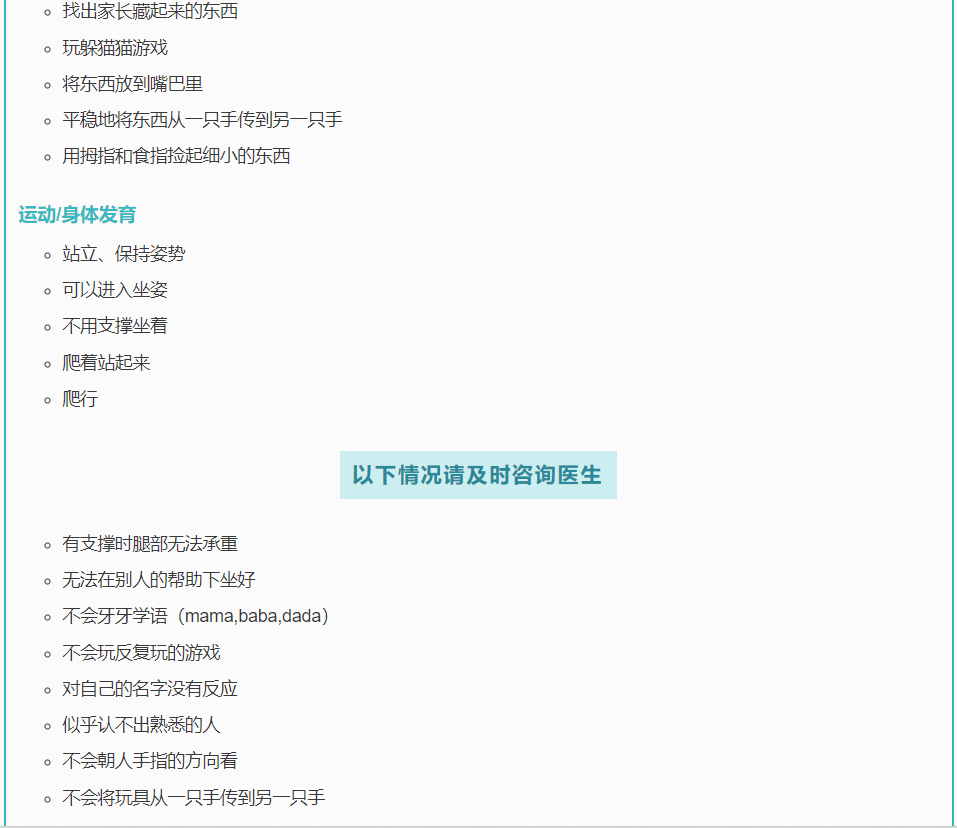 找出家长藏起来的东西
玩躲猫猫游戏
将东西放到嘴巴里
平稳地将东西从一只手传到另一只手
用拇指和食指捡起细小的东西
运动/身体发育
站立、保持姿势
可以进入坐姿
不用支撑坐着
爬着站起来
爬行
以下情况请及时咨询医生
有支撑时腿部无法承重
无法在别人的帮助下坐好
不会牙牙学语（mama,baba,dada）
不会玩反复玩的游戏
对自己的名字没有反应
似乎认不出熟悉的人
不会朝人手指的方向看
不会将玩具从一只手传到另一只手